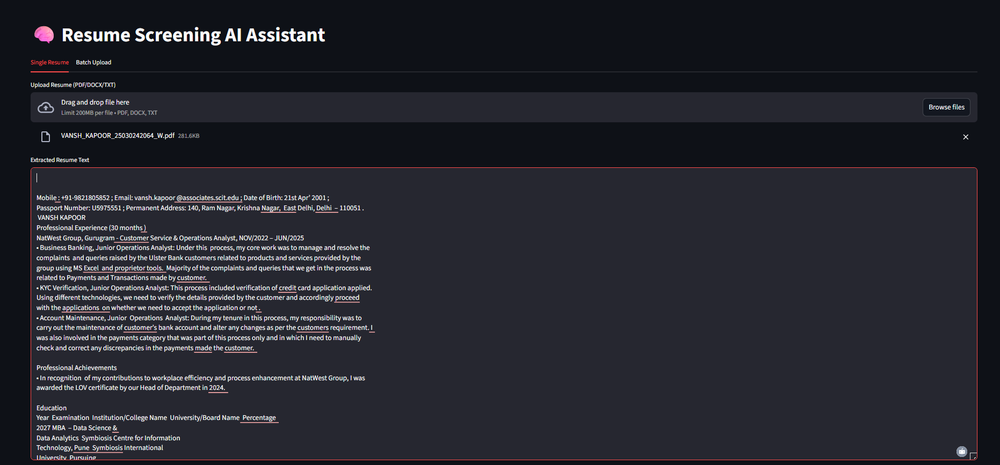 Resume Screening AI Assistant
Single Resume Batch Upload
Upload Resume (PDF/DOCX/TXT)
Drag and drop file here
Limit 200MB per file • PDF, DOCX, TXT
Browse files
VANSH_KAPOOR_25030242064_W.pdf 281.6KB
Extracted Resume Text
Mobile : +91-9821805852 ; Email: vansh.kapoor @associates.scit.edu ; Date of Birth: 21st Apr’ 2001 ;
Passport Number: U5975551 ; Permanent Address: 140, Ram Nagar, Krishna Nagar, East Delhi, Delhi – 110051 .
VANSH KAPOOR
Professional Experience (30 months )
NatWest Group, Gurugram - Customer Service & Operations Analyst, NOV/2022 – JUN/2025
• Business Banking, Junior Operations Analyst: Under this process, my core work was to manage and resolve the
complaints and queries raised by the Ulster Bank customers related to products and services provided by the
group using MS Excel and proprietor tools. Majority of the complaints and queries that we get in the process was
related to Payments and Transactions made by customer.
• KYC Verification, Junior Operations Analyst: This process included verification of credit card application applied.
Using different technologies, we need to verify the details provided by the customer and accordingly proceed
with the applications on whether we need to accept the application or not .
• Account Maintenance, Junior Operations Analyst: During my tenure in this process, my responsibility was to
carry out the maintenance of customer’s bank account and alter any changes as per the customers requirement. I
was also involved in the payments category that was part of this process only and in which I need to manually
check and correct any discrepancies in the payments made the customer.
Professional Achievements
• In recognition of my contributions to workplace efficiency and process enhancement at NatWest Group, I was
awarded the LOV certificate by our Head of Department in 2024.
Education
Year Examination Institution/College Name University/Board Name Percentage
2027 MBA – Data Science &
Data Analytics Symbiosis Centre for Information
Technology, Pune Symbiosis International
University Pursuing